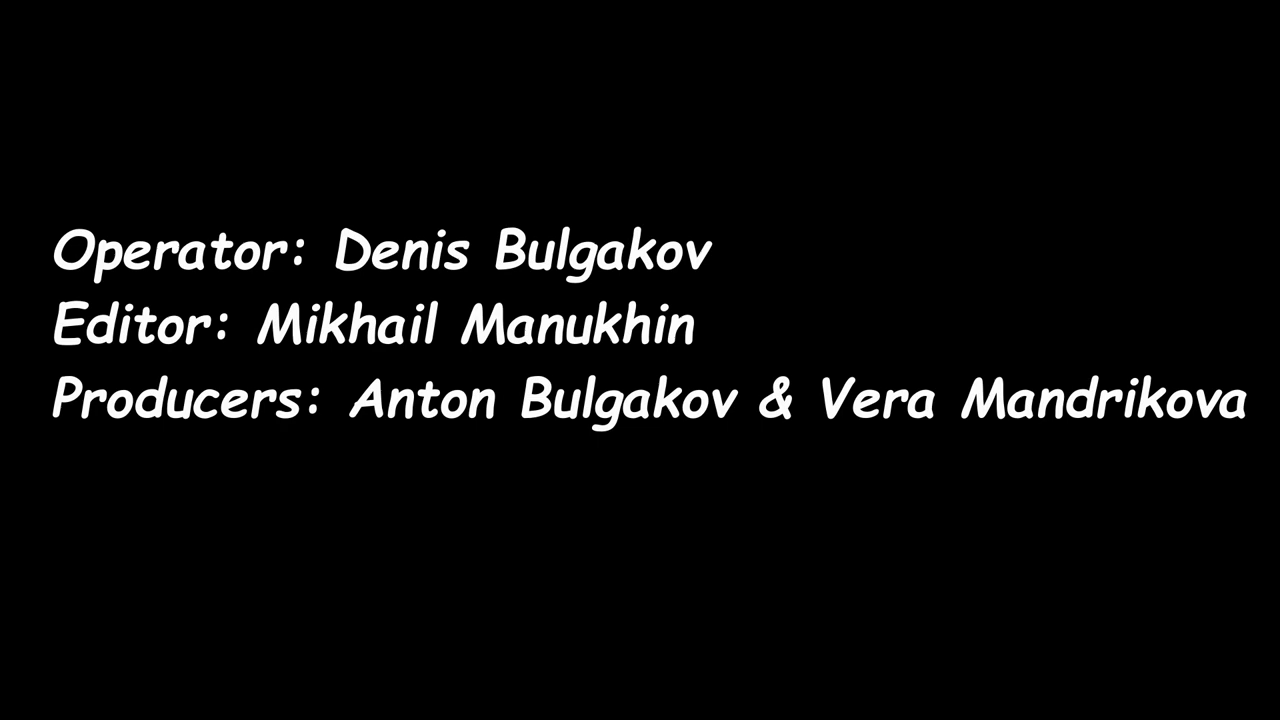 Operator: Denis Bulgakov
Editor: Mikhail Manukhin
Producers: Anton Bulgakov & Vera Mandrikova